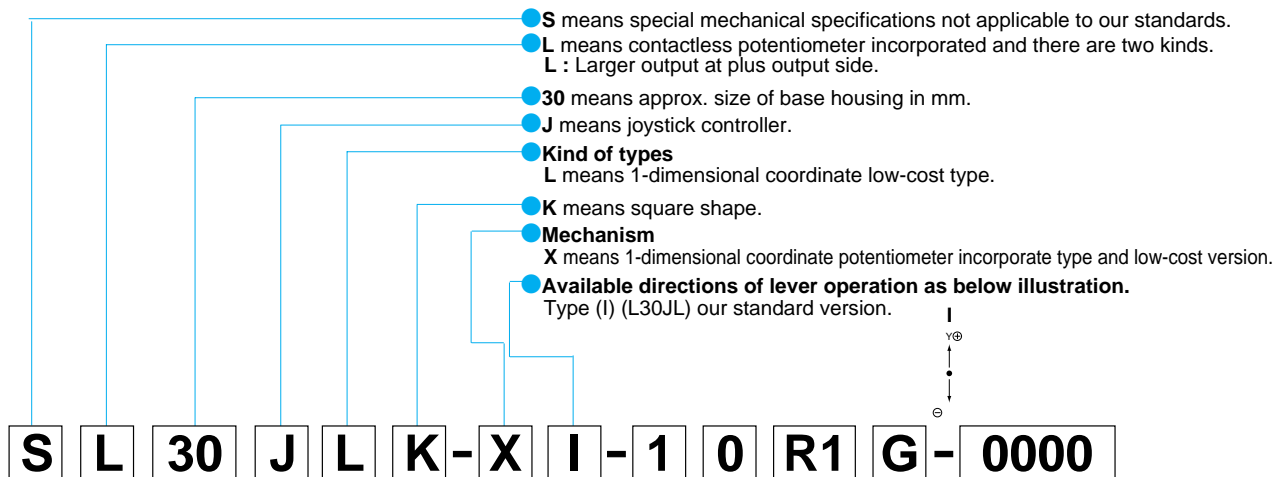 S means special mechanical specifications not applicable to our standards.
L means contactless potentiometer incorporated and there are two kinds.
L : Larger output at plus output side.
30 means approx. size of base housing in mm.
J means joystick controller.
Kind of types
L means 1-dimensional coordinate low-cost type.
K means square shape.
Mechanism
X means 1-dimensional coordinate potentiometer incorporate type and low-cost version.
Available directions of lever operation as below illustration.
Type (I) (L30JL) our standard version.
I
Y⊕
⊖
S L 30 J L K - X I - 1 0 R1 G - 0000